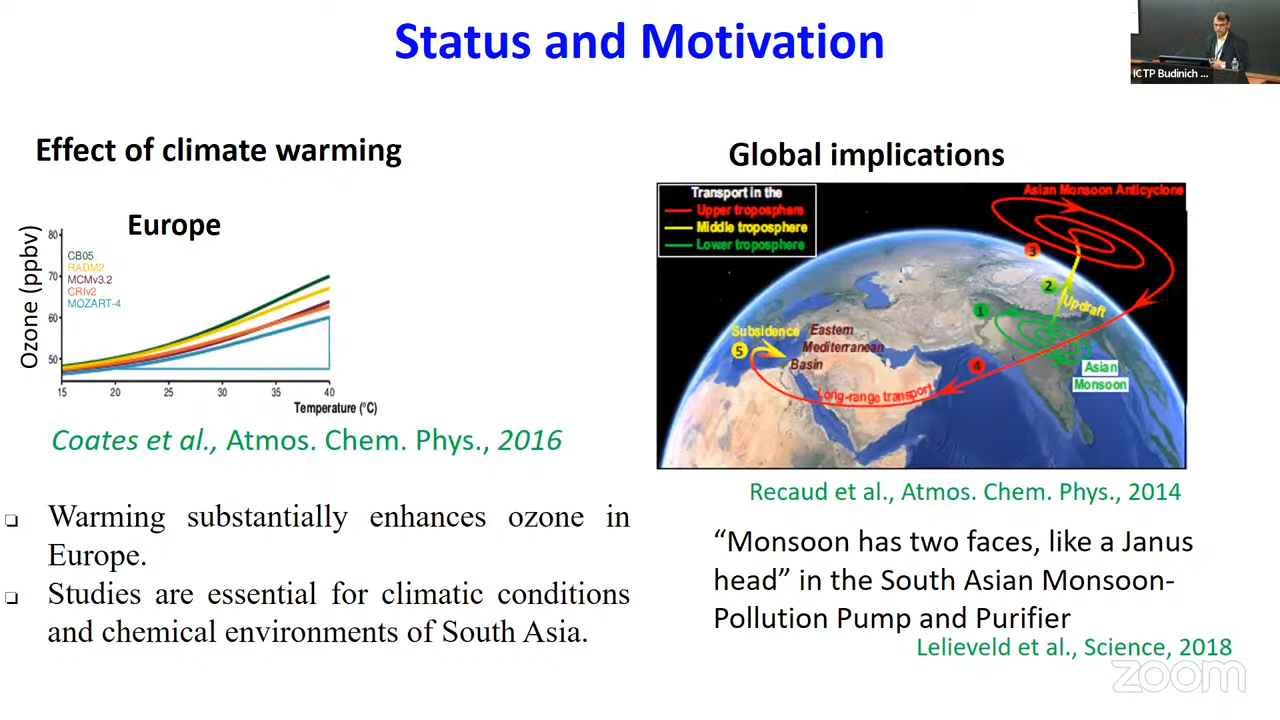 Status and Motivation
ICTP Budinich ...
Effect of climate warming
Europe
Ozone (ppbv)
80
70
60
50
CB05
RADM2
MCMv3.2
CRIv2
MOZART-4
15 20 25 30 35 40
Temperature (°C)
Coates et al., Atmos. Chem. Phys., 2016
❑ Warming substantially enhances ozone in
Europe.
❑ Studies are essential for climatic conditions
and chemical environments of South Asia.
Global implications
Transport in the
Upper troposphere
Middle troposphere
Lower troposphere
Asian Monsoon Anticyclone
3
2
Updraft
1
Subsidence
5
Eastern
Mediterranean
Basin
4
Asian
Monsoon
Long-range transport
Recaud et al., Atmos. Chem. Phys., 2014
“Monsoon has two faces, like a Janus
head” in the South Asian Monsoon-
Pollution Pump and Purifier
Lelieveld et al., Science, 2018
zoom